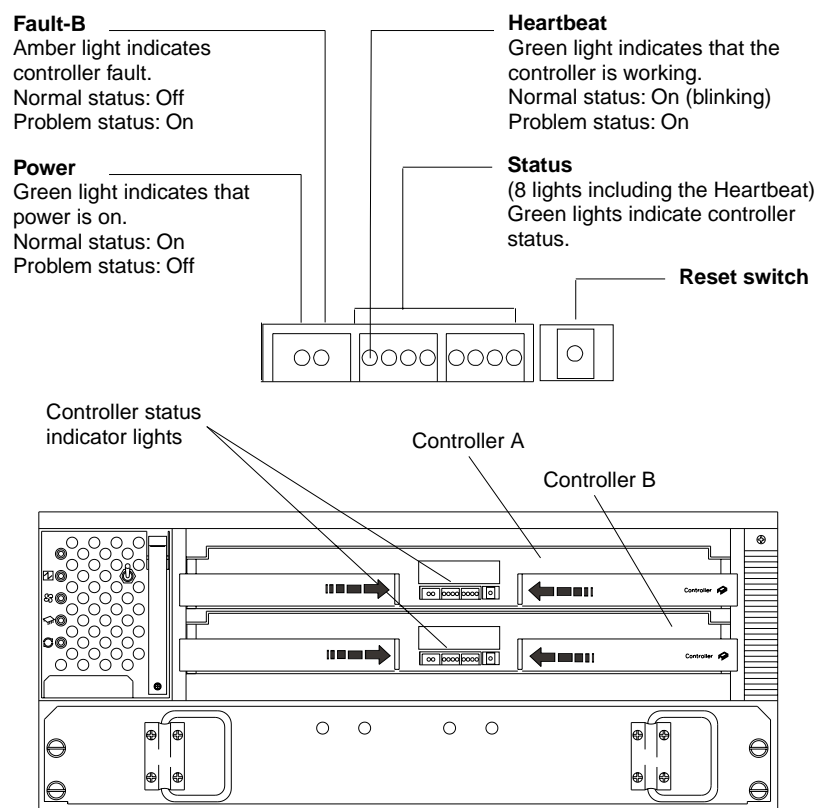 Fault-B
Amber light indicates
controller fault.
Normal status: Off
Problem status: On
Heartbeat
Green light indicates that the
controller is working.
Normal status: On (blinking)
Problem status: On
Power
Green light indicates that
power is on.
Normal status: On
Problem status: Off
Status
(8 lights including the Heartbeat)
Green lights indicate controller
status.
Reset switch
Controller status
indicator lights
Controller A
Controller B
Controller
Controller